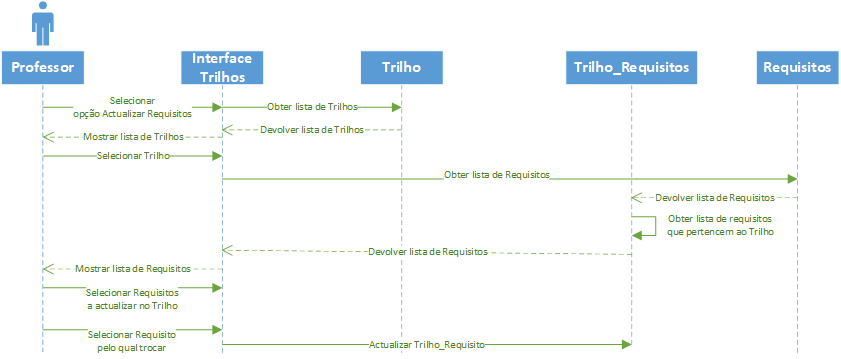 Professor
Interface
Trilhos
Trilho
Trilho_Requisitos
Requisitos
Selecionar
opção Actualizar Requisitos
Obter lista de Trilhos
Devolver lista de Trilhos
Mostrar lista de Trilhos
Selecionar Trilho
Obter lista de Requisitos
Devolver lista de Requisitos
Obter lista de requisitos
que pertencem ao Trilho
Devolver lista de Requisitos
Mostrar lista de Requisitos
Selecionar Requisitos
a actualizar no Trilho
Selecionar Requisito
pelo qual trocar
Actualizar Trilho_Requisito